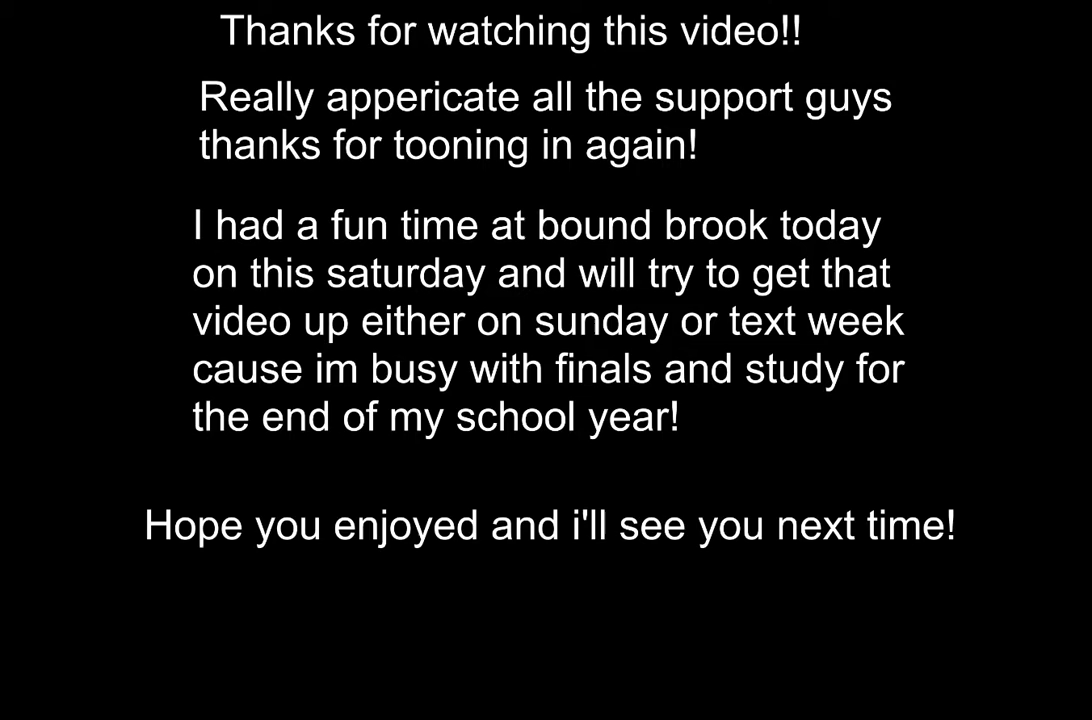 Thanks for watching this video!!
Really appericate all the support guys
thanks for tooning in again!
I had a fun time at bound brook today
on this saturday and will try to get that
video up either on sunday or text week
cause im busy with finals and study for
the end of my school year!
Hope you enjoyed and i'll see you next time!